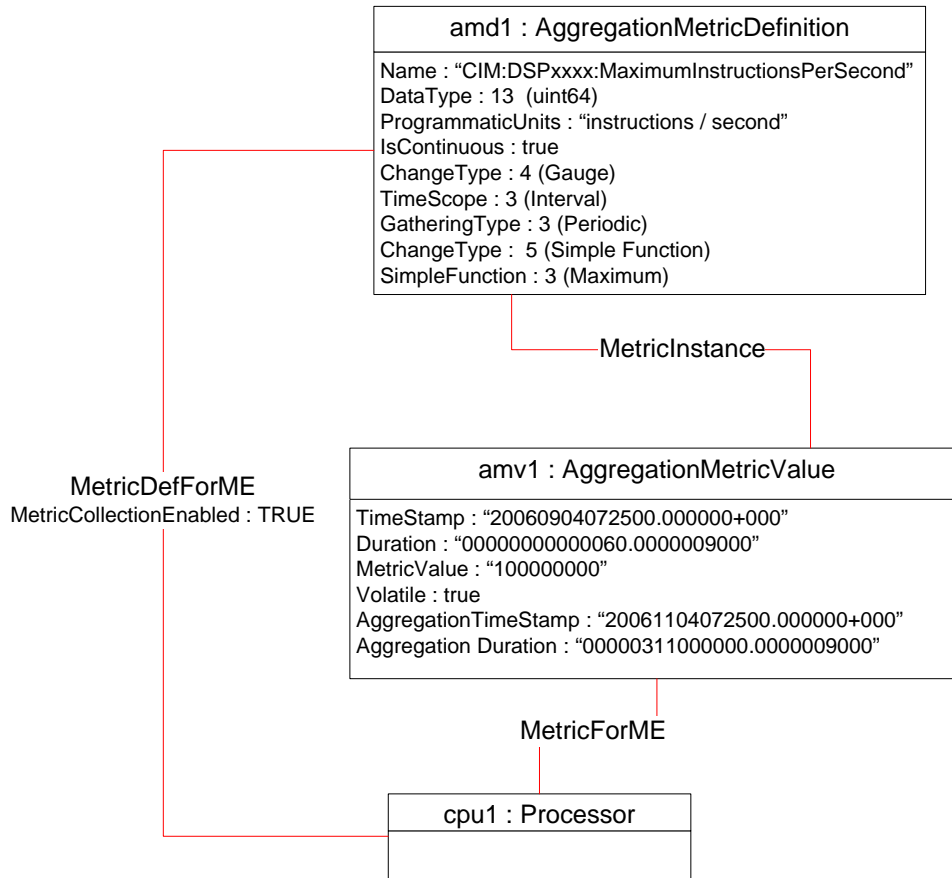 amd1 : AggregationMetricDefinition
Name : “CIM:DSPxxxx:MaximumInstructionsPerSecond”
DataType : 13  (uint64)
ProgrammaticUnits : “instructions / second”
IsContinuous : true
ChangeType : 4 (Gauge)
TimeScope : 3 (Interval)
GatheringType : 3 (Periodic)
ChangeType :  5 (Simple Function)
SimpleFunction : 3 (Maximum)
MetricInstance
amv1 : AggregationMetricValue
TimeStamp : “20060904072500.000000+000”
Duration : “00000000000060.0000009000”
MetricValue : “100000000”
Volatile : true
AggregationTimeStamp : “20061104072500.000000+000”
Aggregation Duration : “00000311000000.0000009000”
MetricDefForME
MetricCollectionEnabled : TRUE
MetricForME
cpu1 : Processor